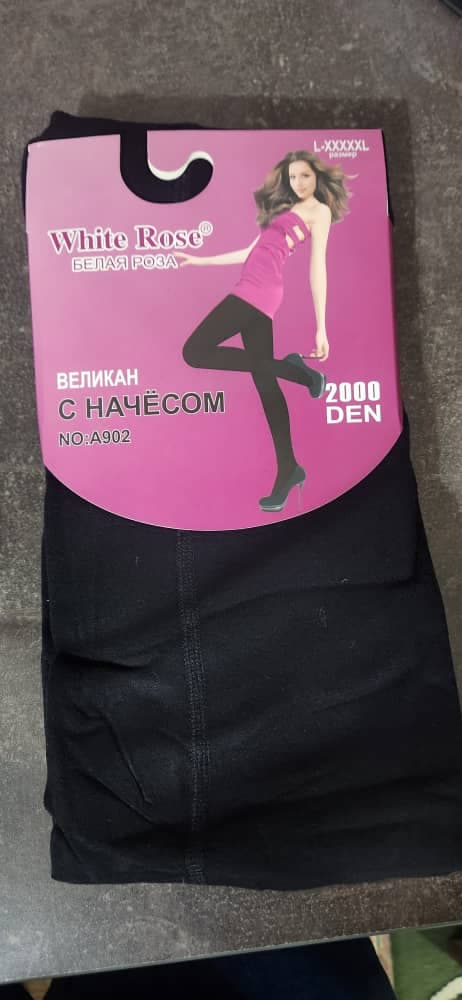 L-XXXXXL
размер
White Rose®
БЕЛАЯ РОЗА
ВЕЛИКАН
С НАЧЁСОМ
NO:A902
2000
DEN